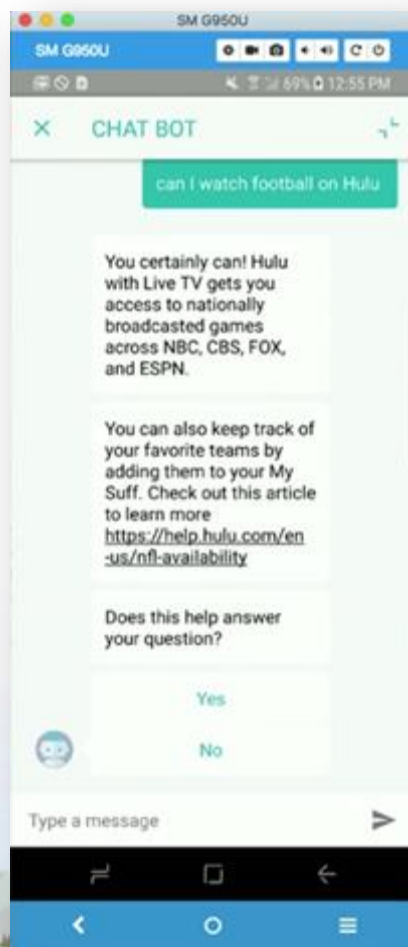 SM G950U
SM G950U
69% 12:55 PM
CHAT BOT
can I watch football on Hulu
You certainly can! Hulu
with Live TV gets you
access to nationally
broadcasted games
across NBC, CBS, FOX,
and ESPN.
You can also keep track of
your favorite teams by
adding them to your My
Suff. Check out this article
to learn more
https://help.hulu.com/en
-us/nfl-availability
Does this help answer
your question?
Yes
No
Type a message